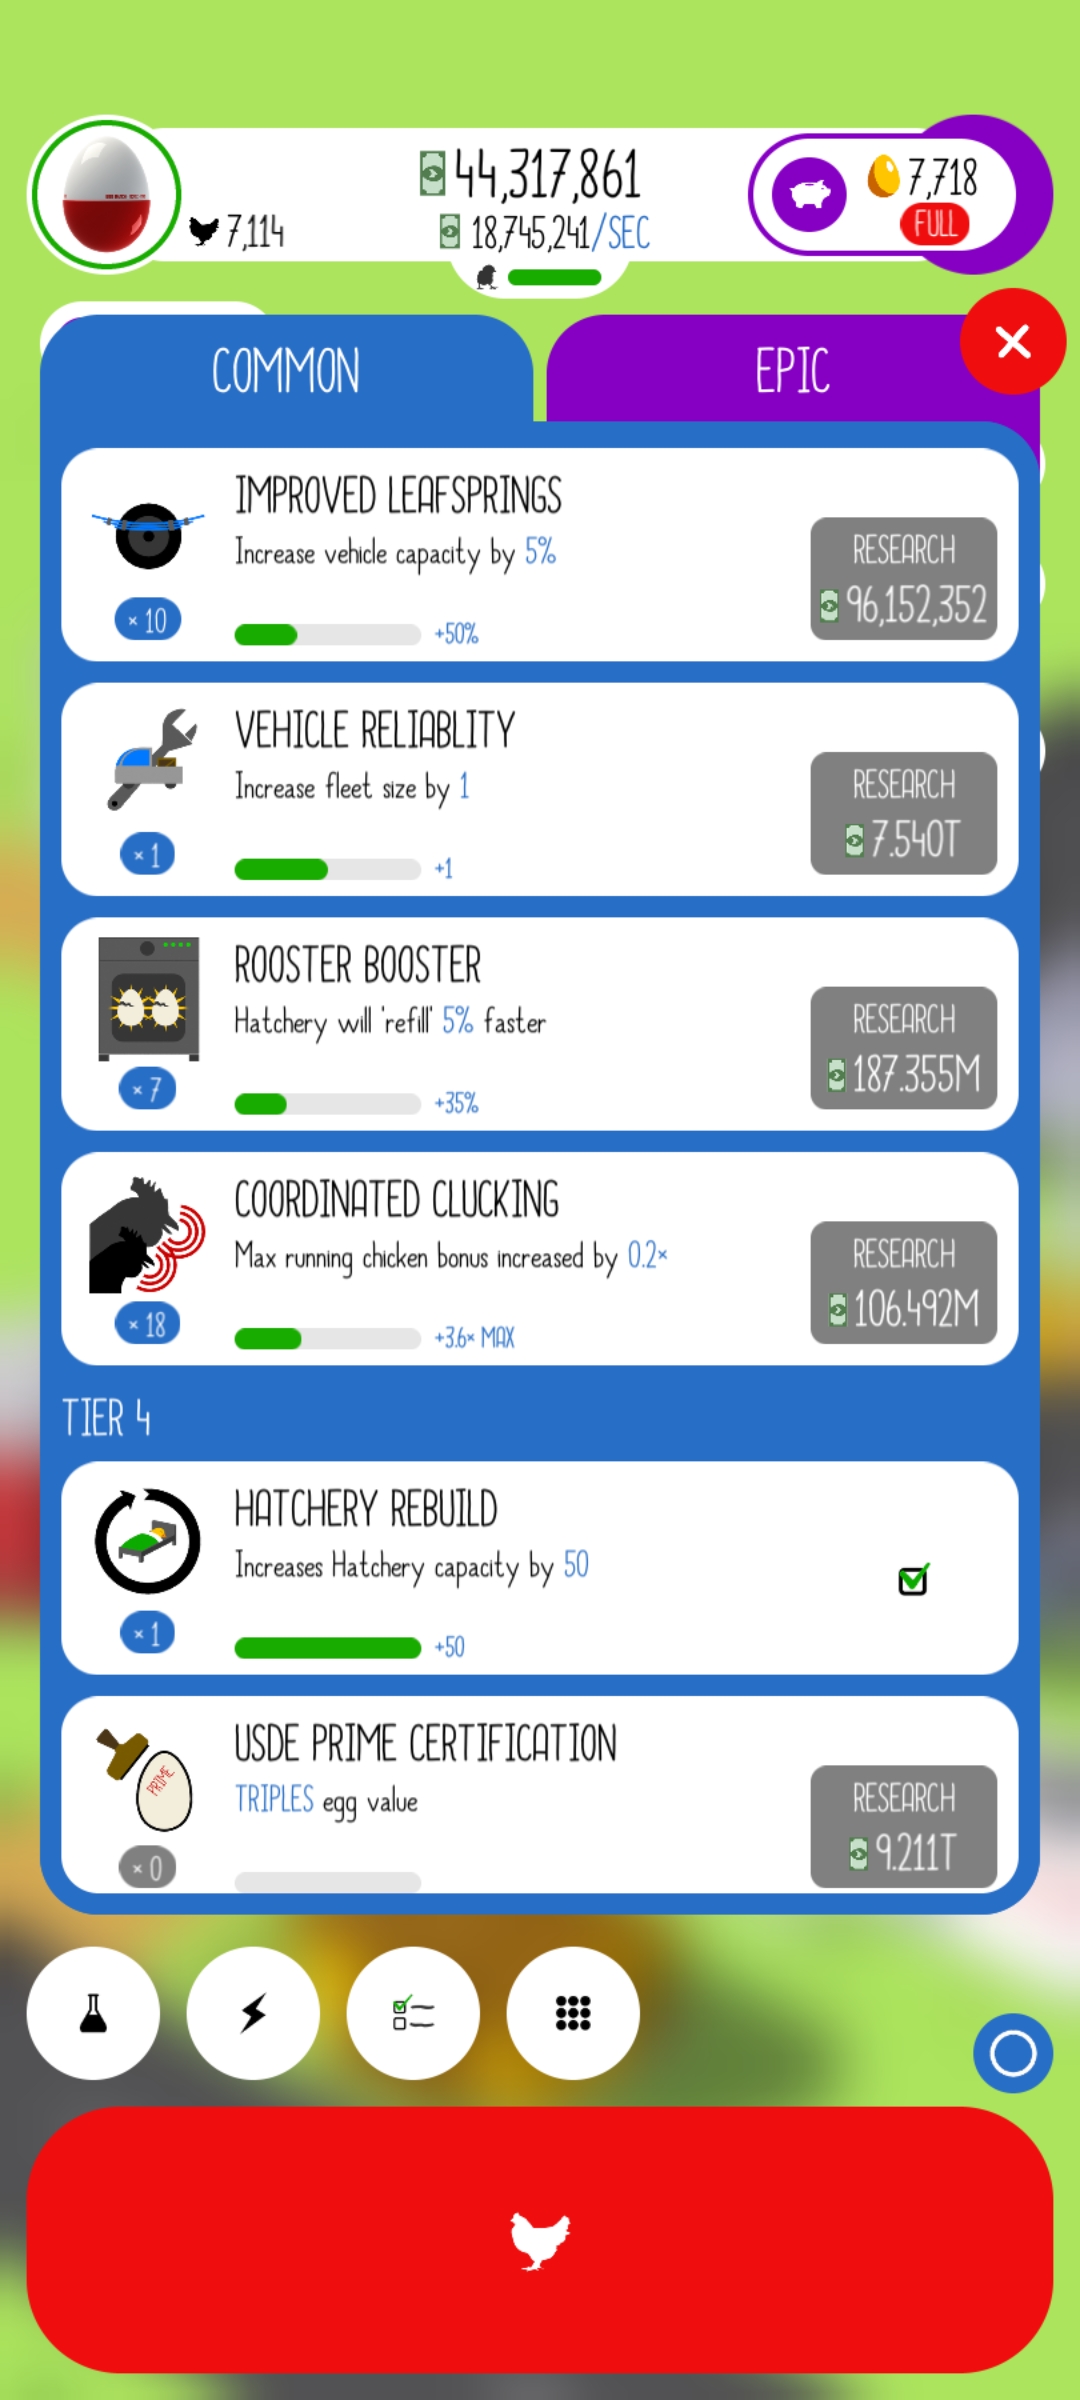 44,317,861
7,718
7,114
18,745,241/SEC
FULL
COMMON
EPIC
IMPROVED LEAFSPRINGS
Increase vehicle capacity by 5%
RESEARCH
96,152,352
× 10
+50%
VEHICLE RELIABLITY
Increase fleet size by 1
RESEARCH
7.540T
× 1
+1
ROOSTER BOOSTER
Hatchery will 'refill' 5% faster
RESEARCH
187.355M
× 7
+35%
COORDINATED CLUCKING
Max running chicken bonus increased by 0.2×
RESEARCH
106.492M
× 18
+3.6× MAX
TIER 4
HATCHERY REBUILD
Increases Hatchery capacity by 50
× 1
+50
USDE PRIME CERTIFICATION
PRIME
TRIPLES egg value
RESEARCH
9.211T
× 0